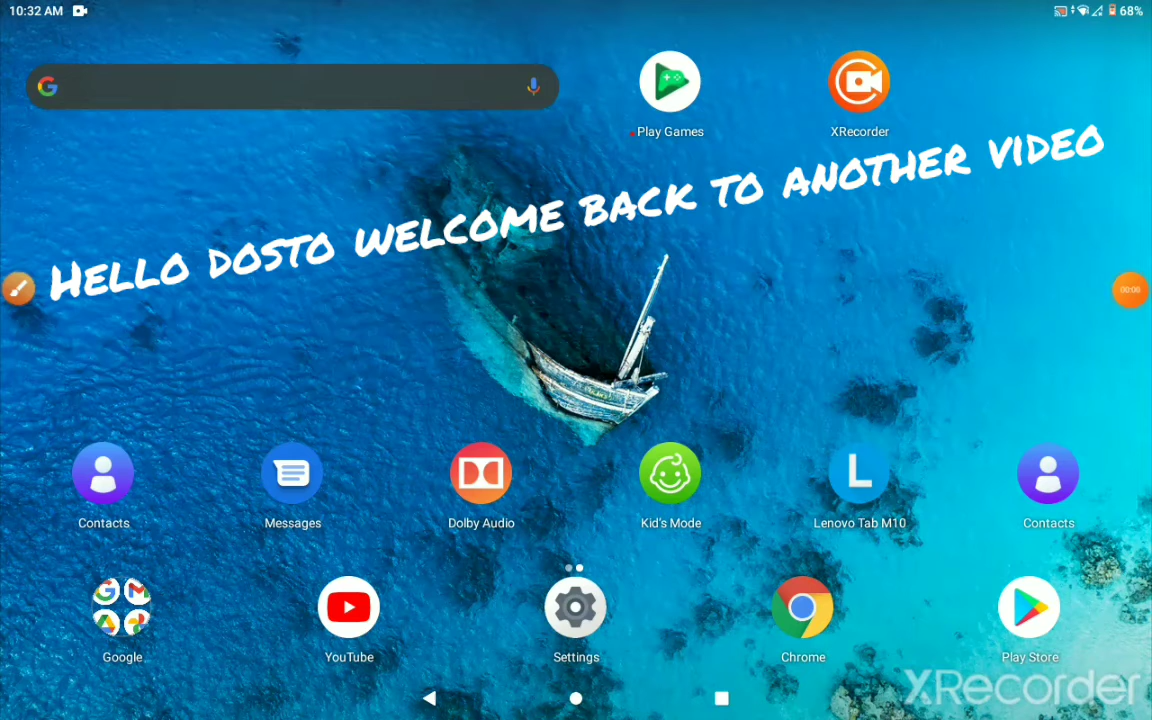 10:32 AM
68%
Play Games
XRecorder
Hello dosto welcome back to another video
00:06
Contacts
Messages
Dolby Audio
Kid's Mode
L
Lenovo Tab M10
Contacts
Google
YouTube
Settings
Chrome
Play Store
XRecorder